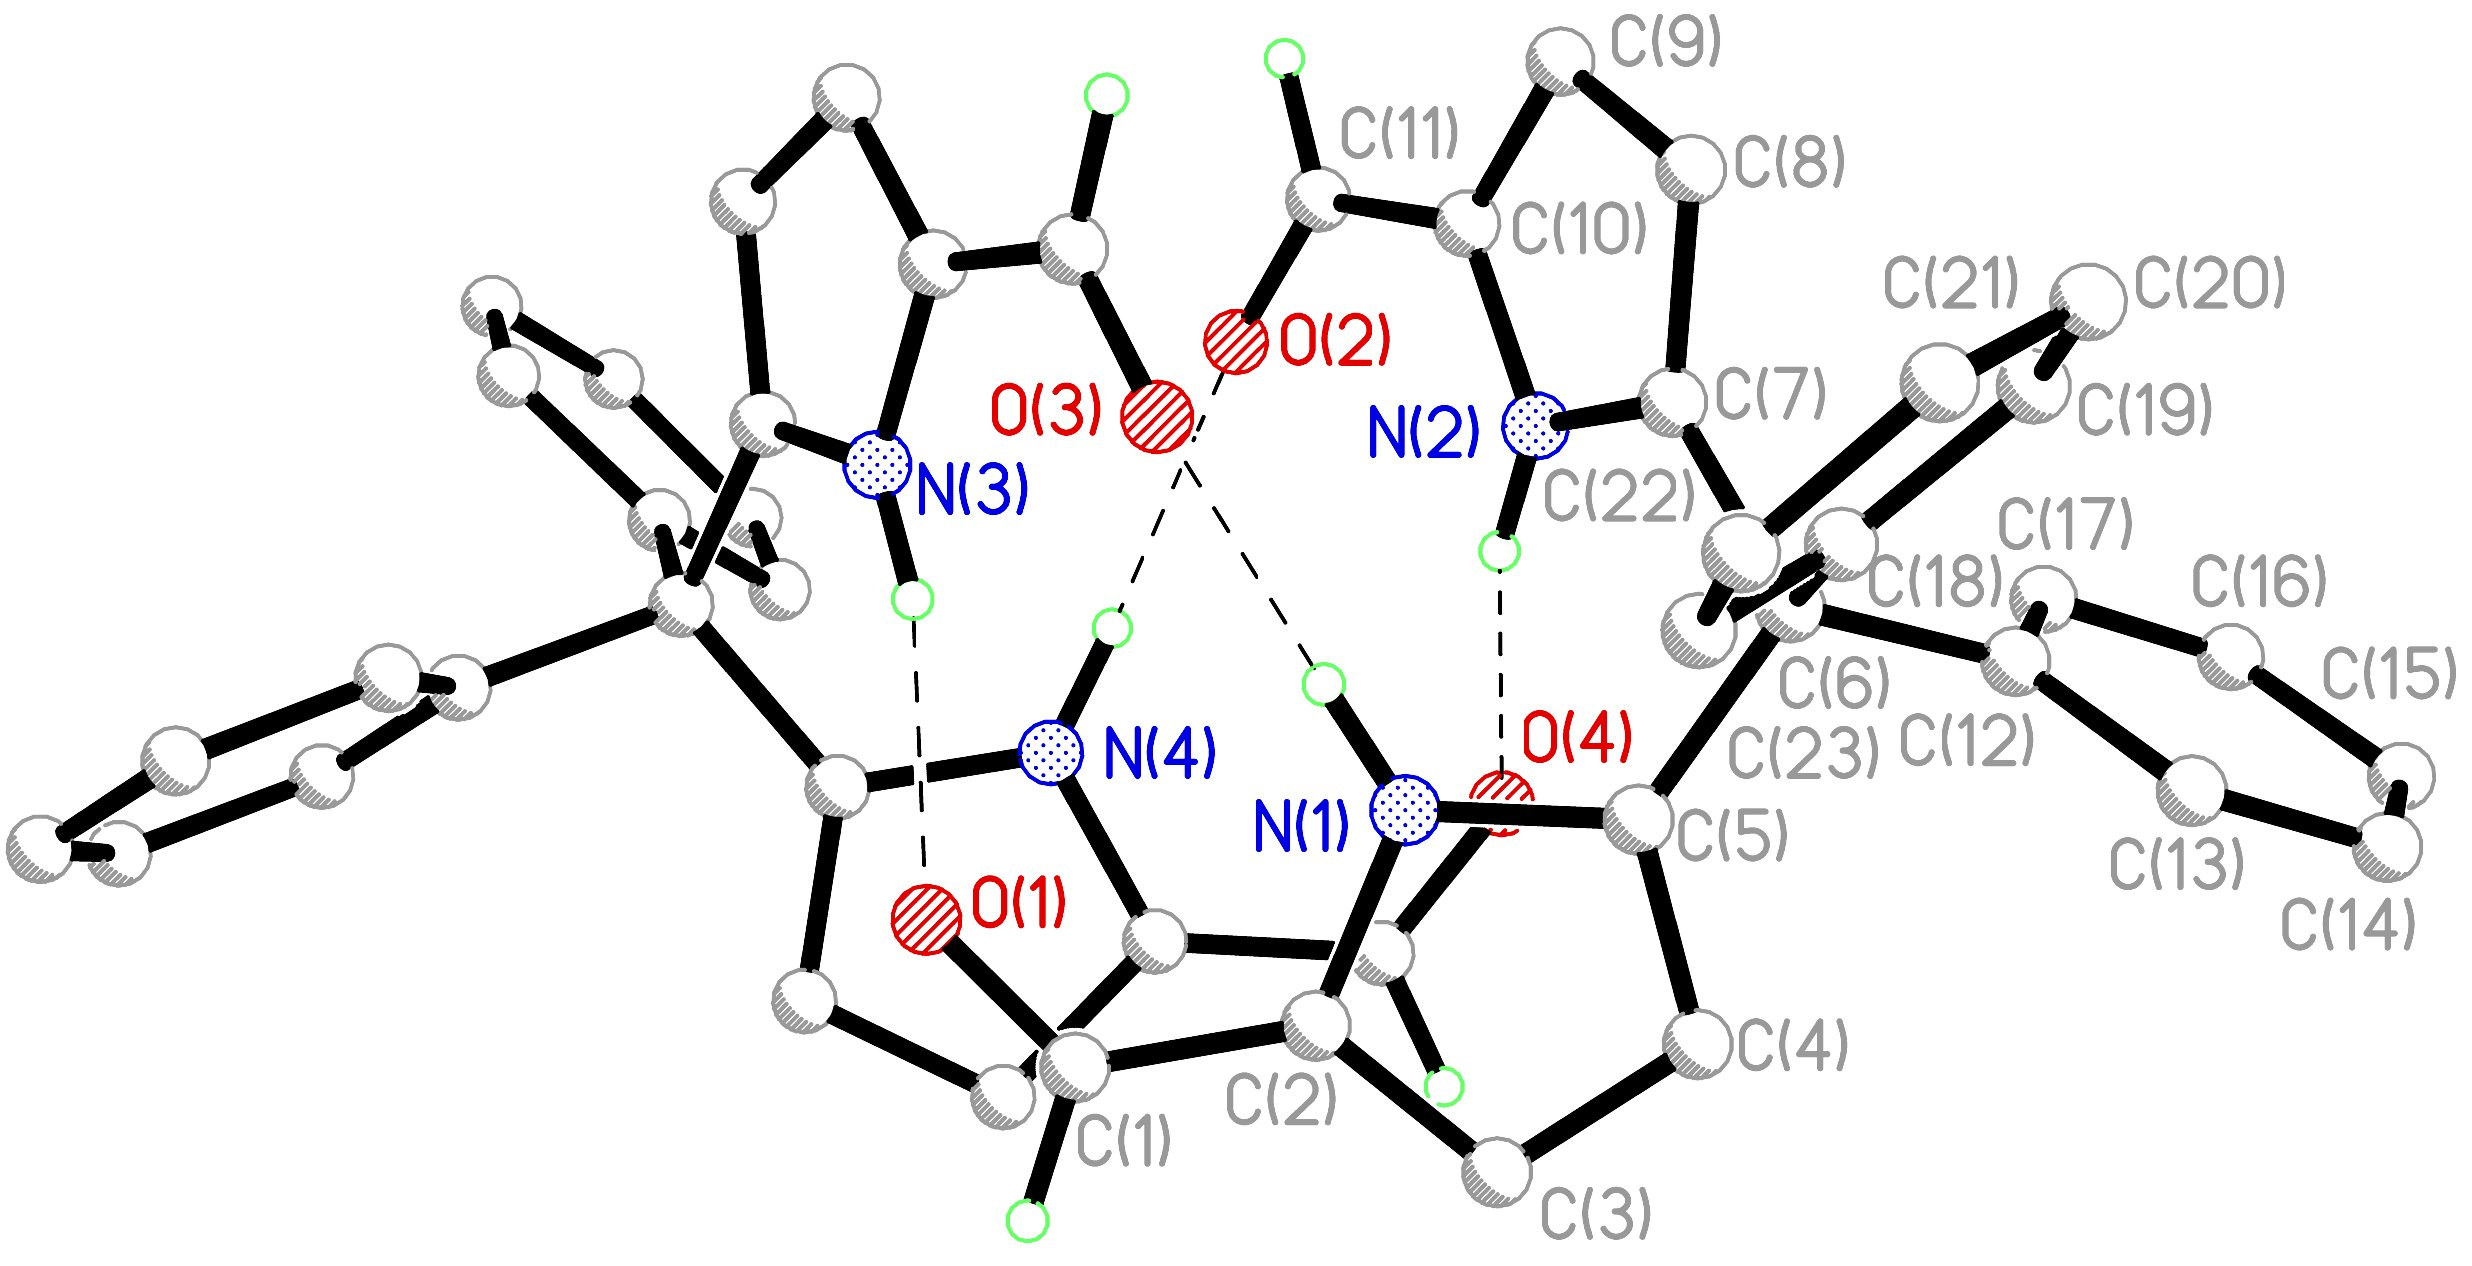 C(9)
C(11)
C(8)
C(10)
C(21)
C(20)
O(2)
O(3)
C(7)
C(19)
N(2)
N(3)
C(22)
C(17)
C(18)
C(16)
C(6)
C(15)
O(4)
N(4)
C(23)
C(12)
N(1)
C(5)
C(13)
O(1)
C(14)
C(4)
C(2)
C(1)
C(3)